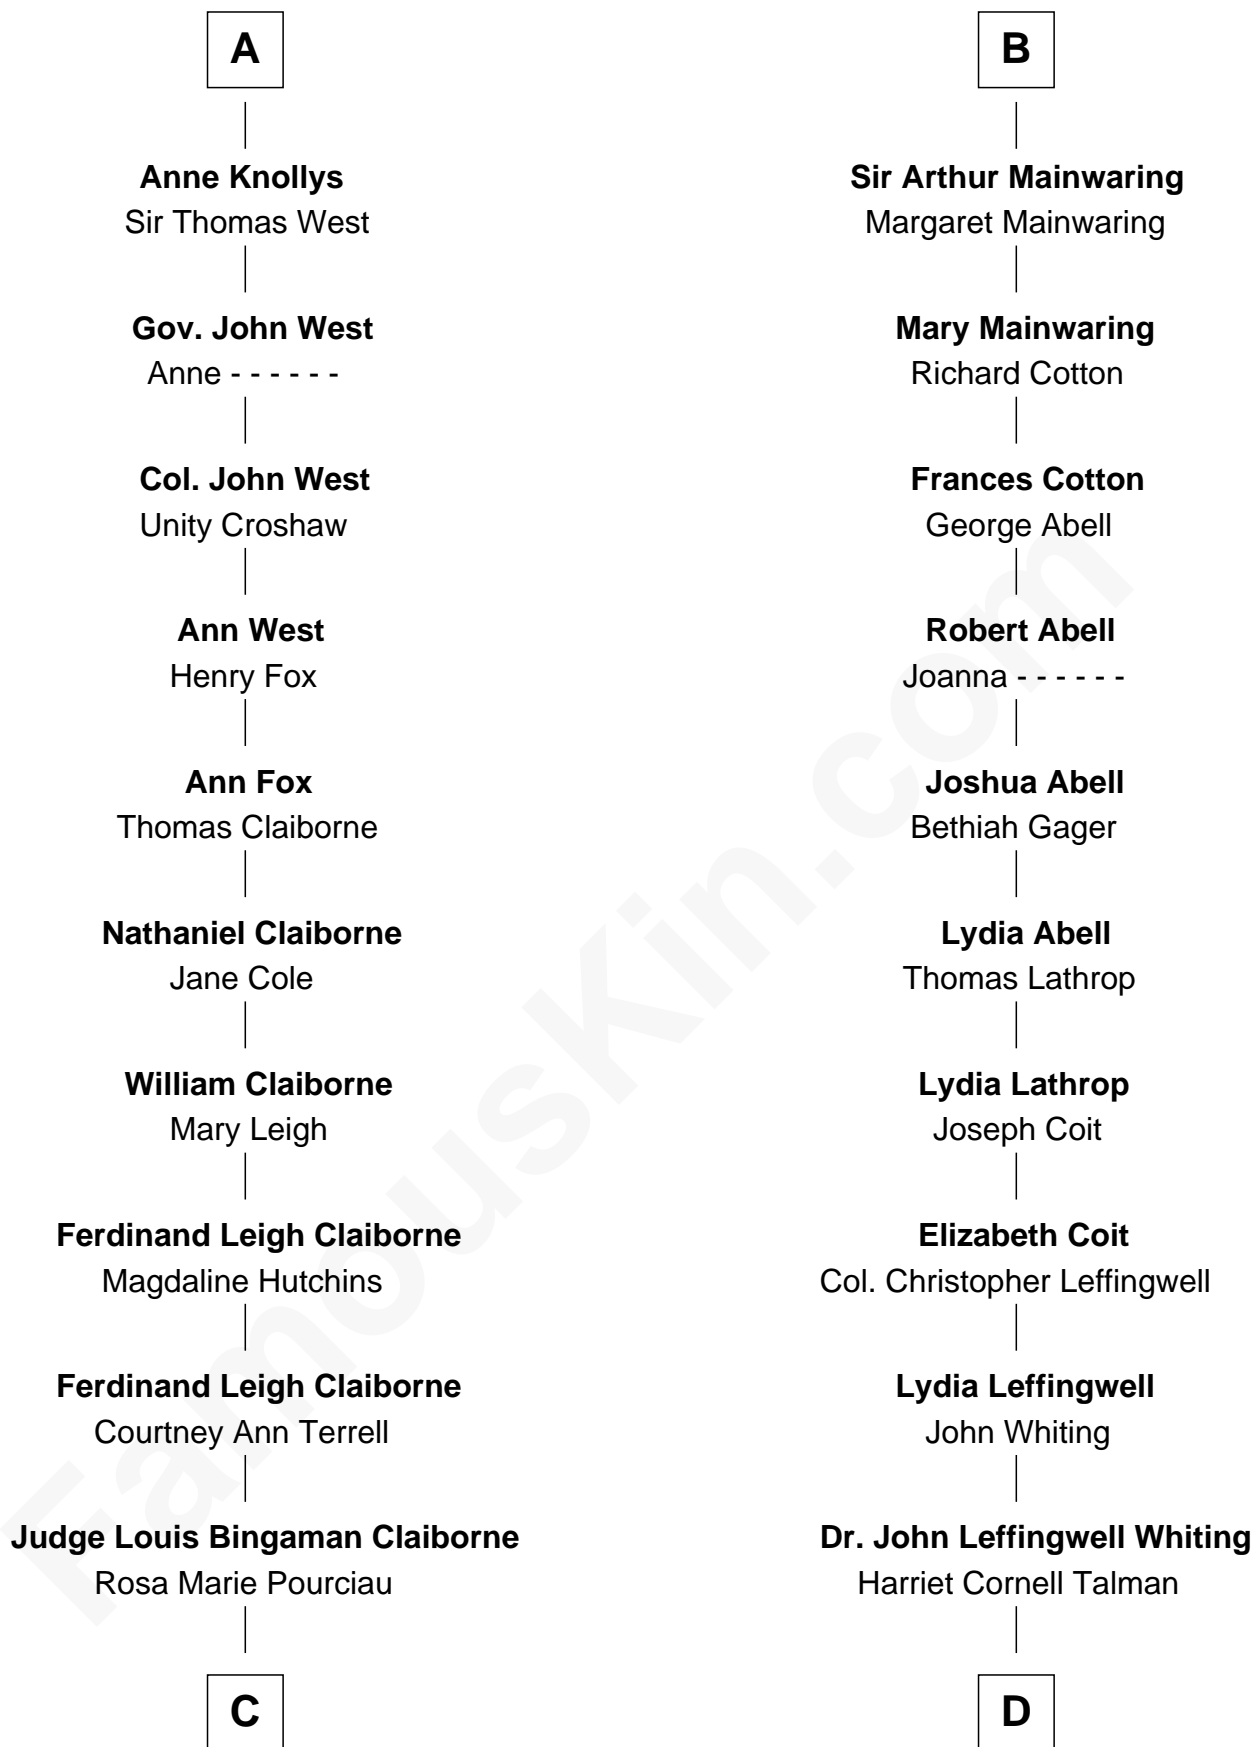 A
Anne Knollys
Sir Thomas West
Gov. John West
Anne - - - - - -
Col. John West
Unity Croshaw
Ann West
Henry Fox
Ann Fox
Thomas Claiborne
Nathaniel Claiborne
Jane Cole
William Claiborne
Mary Leigh
Ferdinand Leigh Claiborne
Magdaline Hutchins
Ferdinand Leigh Claiborne
Courtney Ann Terrell
Judge Louis Bingaman Claiborne
Rosa Marie Pourciau
C
B
Sir Arthur Mainwaring
Margaret Mainwaring
Mary Mainwaring
Richard Cotton
Frances Cotton
George Abell
Robert Abell
Joanna - - - - - -
Joshua Abell
Bethiah Gager
Lydia Abell
Thomas Lathrop
Lydia Lathrop
Joseph Coit
Elizabeth Coit
Col. Christopher Leffingwell
Lydia Leffingwell
John Whiting
Dr. John Leffingwell Whiting
Harriet Cornell Talman
D
FamousKin.com